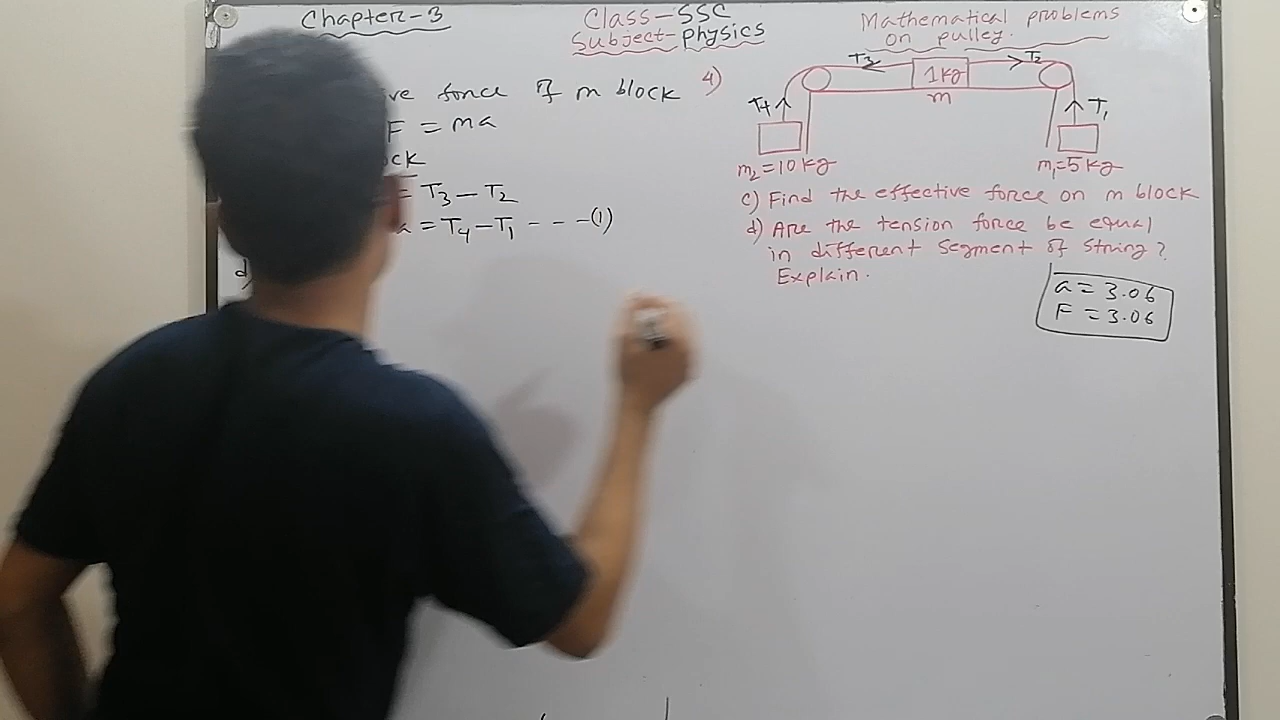 Chapter-3
Class-SSC
Subject-physics
Mathematical problems
on pulley.
ve force of m block
F = ma
ck
= T3 - T2
a = T4 - T1 - - - (1)
d)
4)
T3
1kg
T2
m
T4
T1
m2=10kg
m1=5kg
c) Find the effective force on m block
d) Are the tension force be equal
in different segment of string?
Explain.
a = 3.06
F = 3.06